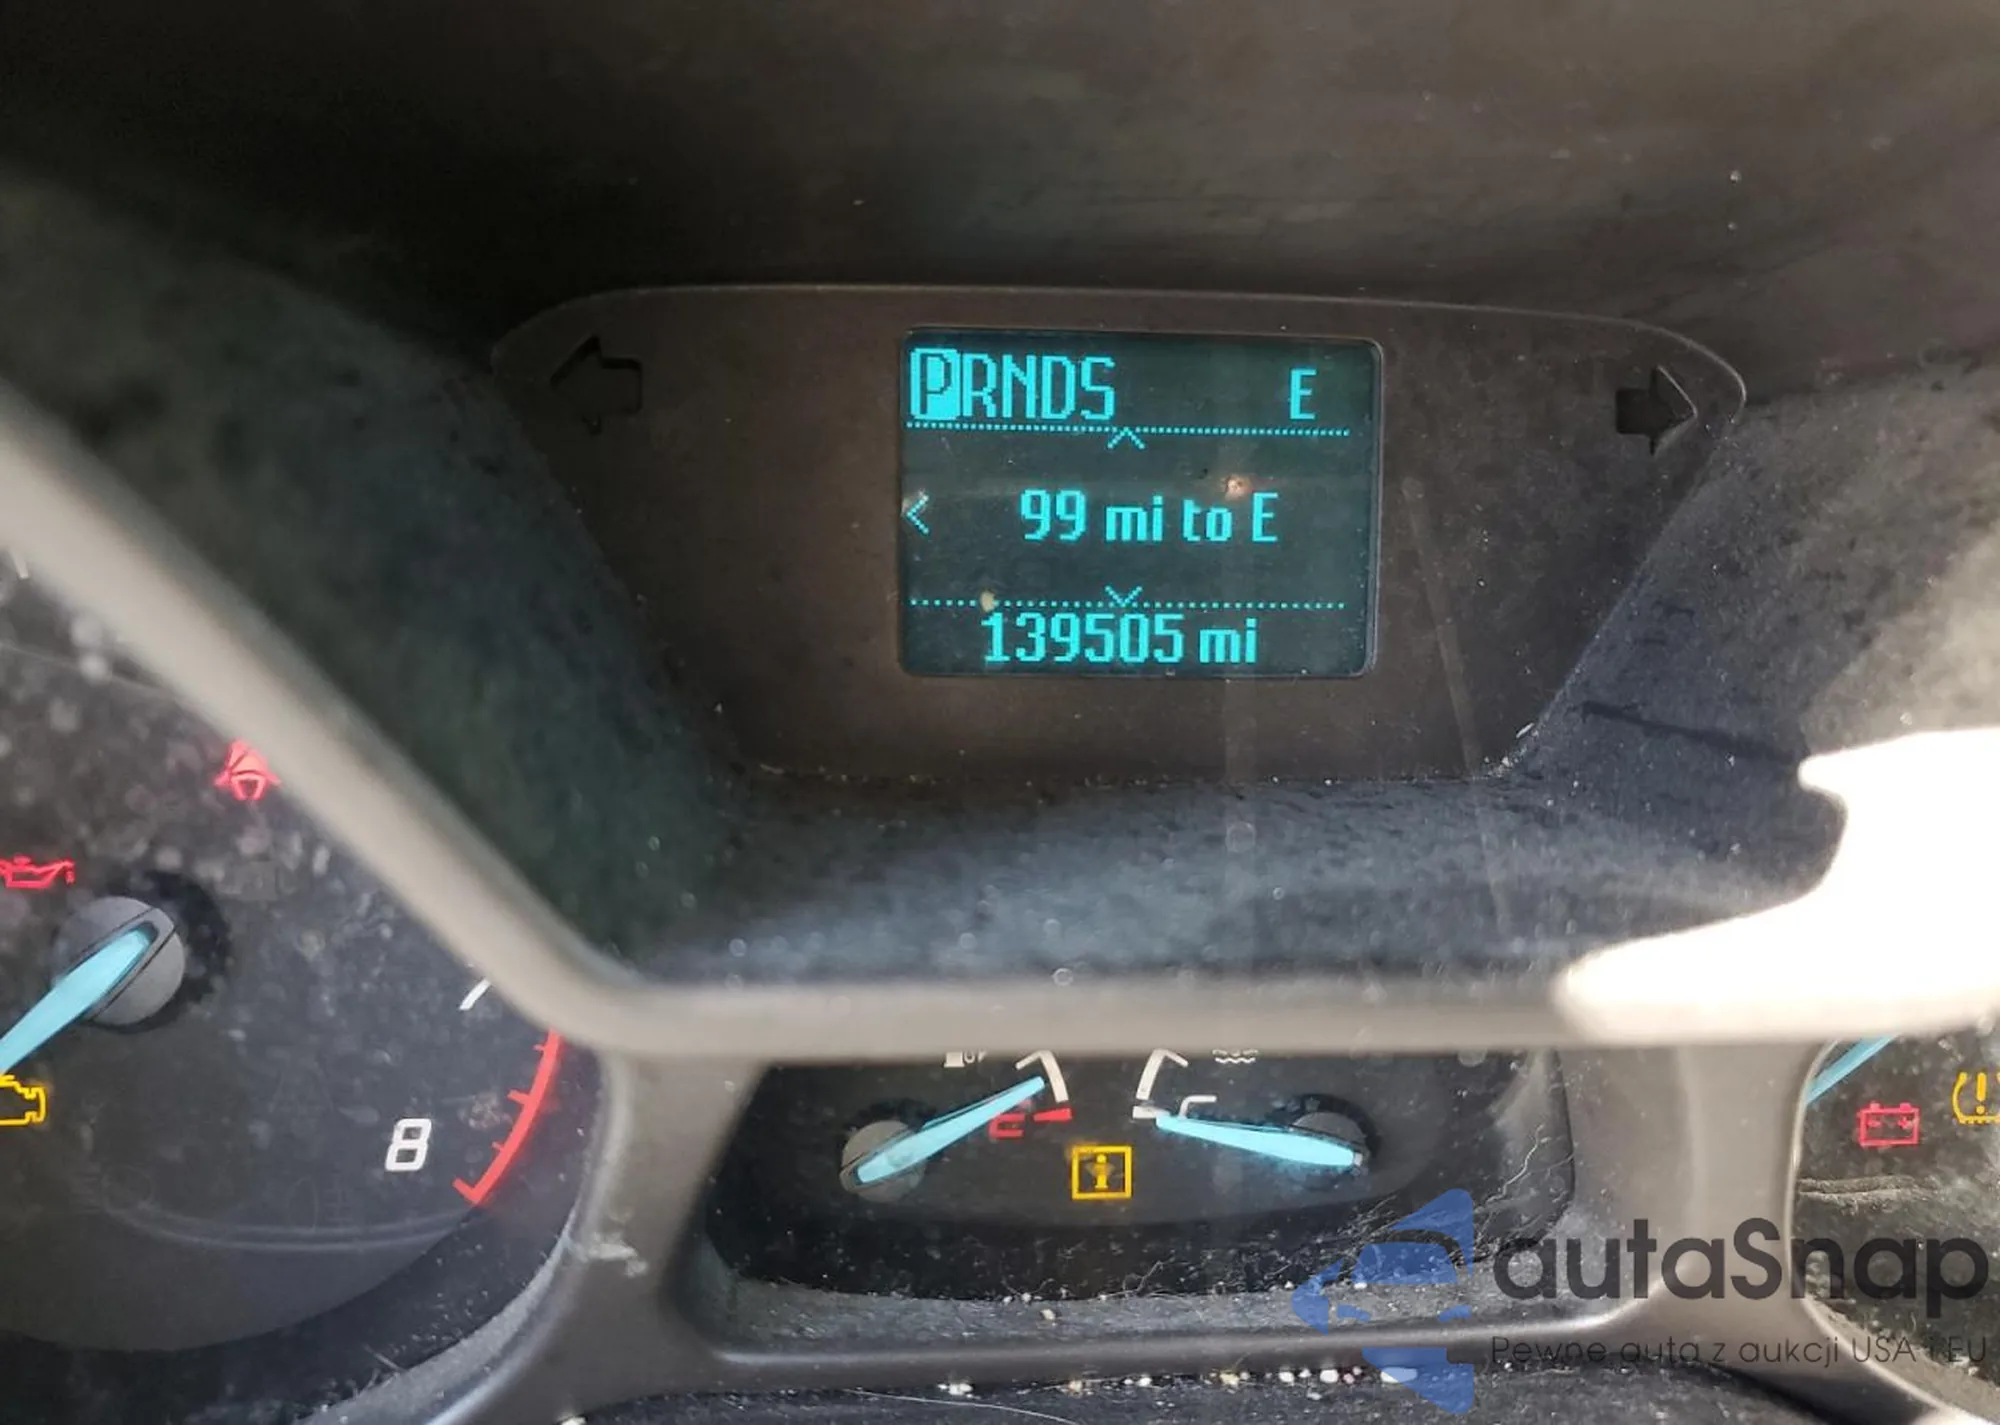 PRNDS E
99 mi to E
139505 mi
8
E
autaSnap
Pewne auta z aukcji USA i EU